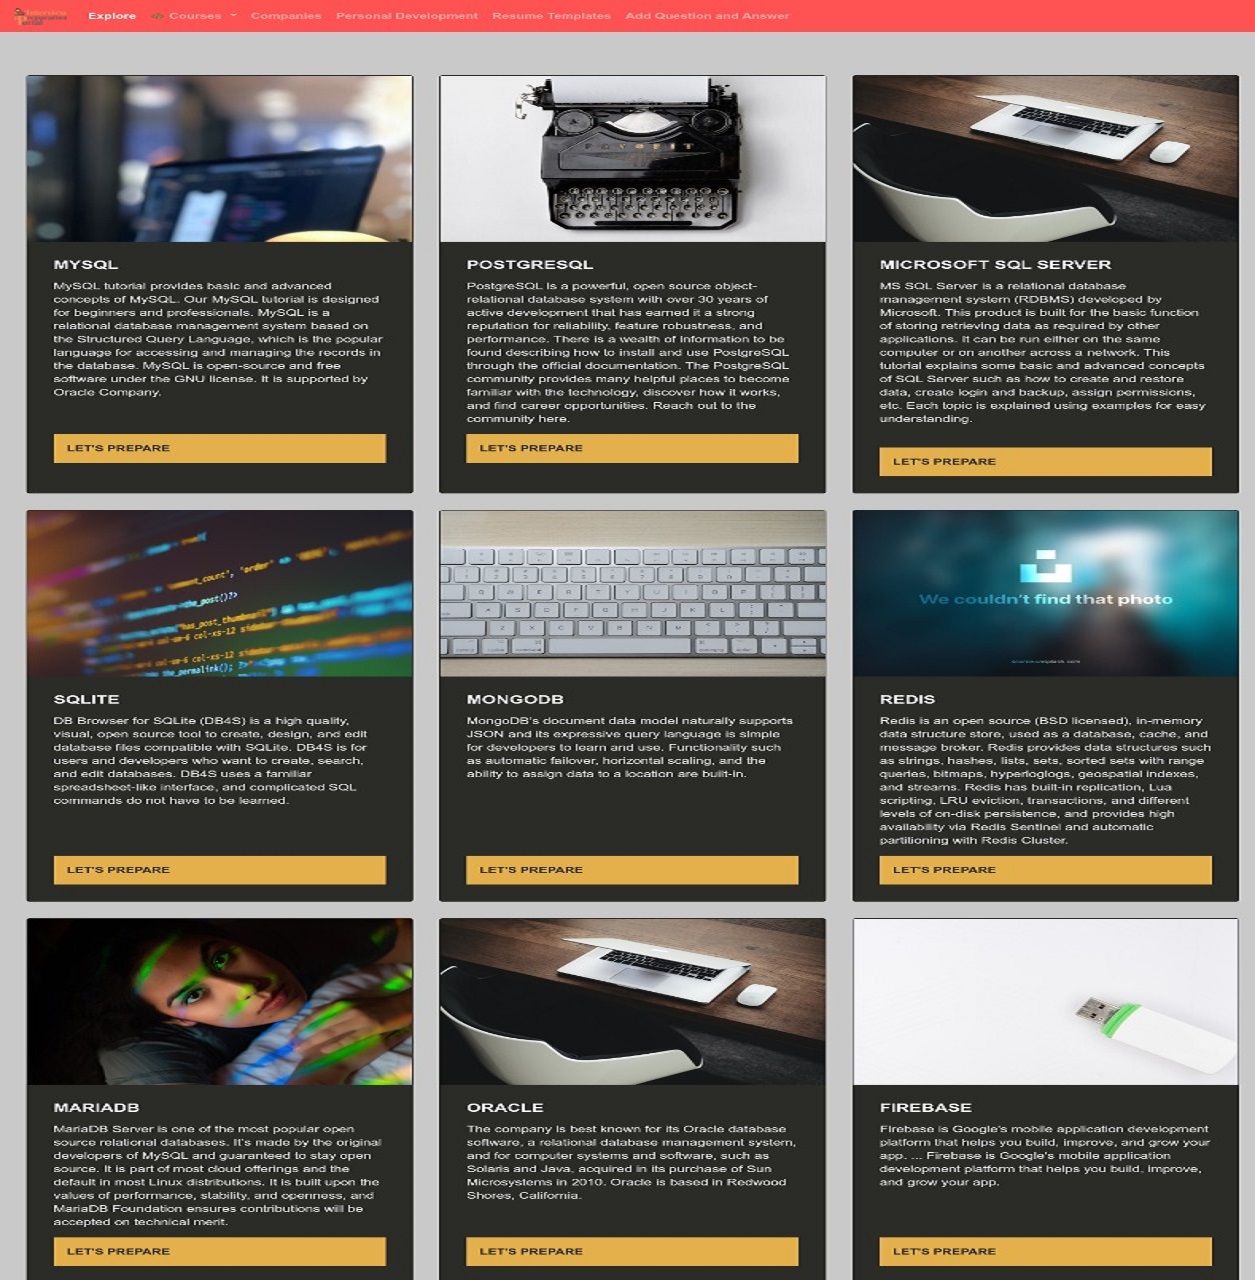 Explore Courses Companies Personal Development Resume Templates Add Question and Answer
MYSQL
MySQL tutorial provides basic and advanced
concepts of MySQL. Our MySQL tutorial is designed
for beginners and professionals. MySQL is a
relational database management system based on
the Structured Query Language, which is the popular
language for accessing and managing the records in
the database. MySQL is open-source and free
software under the GNU license. It is supported by
Oracle Company.
LET'S PREPARE
POSTGRESQL
PostgreSQL is a powerful, open source object-
relational database system with over 30 years of
active development that has earned it a strong
reputation for reliability, feature robustness, and
performance. There is a wealth of information to be
found describing how to install and use PostgreSQL
through the official documentation. The PostgreSQL
community provides many helpful places to become
familiar with the technology, discover how it works,
and find career opportunities. Reach out to the
community here.
LET'S PREPARE
MICROSOFT SQL SERVER
MS SQL Server is a relational database
management system (RDBMS) developed by
Microsoft. This product is built for the basic function
of storing retrieving data as required by other
applications. It can be run either on the same
computer or on another across a network. This
tutorial explains some basic and advanced concepts
of SQL Server such as how to create and restore
data, create login and backup, assign permissions,
etc. Each topic is explained using examples for easy
understanding.
LET'S PREPARE
'order'
the_post()?>
"has_post_thumbnail"
col-sm-6 col-xs-12
col-sm-6 col-xs-12
the_permalink();
SQLITE
DB Browser for SQLite (DB4S) is a high quality,
visual, open source tool to create, design, and edit
database files compatible with SQLite. DB4S is for
users and developers who want to create, search,
and edit databases. DB4S uses a familiar
spreadsheet-like interface, and complicated SQL
commands do not have to be learned.
LET'S PREPARE
MONGODB
MongoDB's document data model naturally supports
JSON and its expressive query language is simple
for developers to learn and use. Functionality such
as automatic failover, horizontal scaling, and the
ability to assign data to a location are built-in.
LET'S PREPARE
We couldn't find that photo
REDIS
Redis is an open source (BSD licensed), in-memory
data structure store, used as a database, cache, and
message broker. Redis provides data structures such
as strings, hashes, lists, sets, sorted sets with range
queries, bitmaps, hyperloglogs, geospatial indexes,
and streams. Redis has built-in replication, Lua
scripting, LRU eviction, transactions, and different
levels of on-disk persistence, and provides high
availability via Redis Sentinel and automatic
partitioning with Redis Cluster.
LET'S PREPARE
MARIADB
MariaDB Server is one of the most popular open
source relational databases. It's made by the original
developers of MySQL and guaranteed to stay open
source. It is part of most cloud offerings and the
default in most Linux distributions. It is built upon the
values of performance, stability, and openness, and
MariaDB Foundation ensures contributions will be
accepted on technical merit.
LET'S PREPARE
ORACLE
The company is best known for its Oracle database
software, a relational database management system,
and for computer systems and software, such as
Solaris and Java, acquired in its purchase of Sun
Microsystems in 2010. Oracle is based in Redwood
Shores, California.
LET'S PREPARE
FIREBASE
Firebase is Google's mobile application development
platform that helps you build, improve, and grow your
app. ... Firebase is Google's mobile application
development platform that helps you build, improve,
and grow your app.
LET'S PREPARE